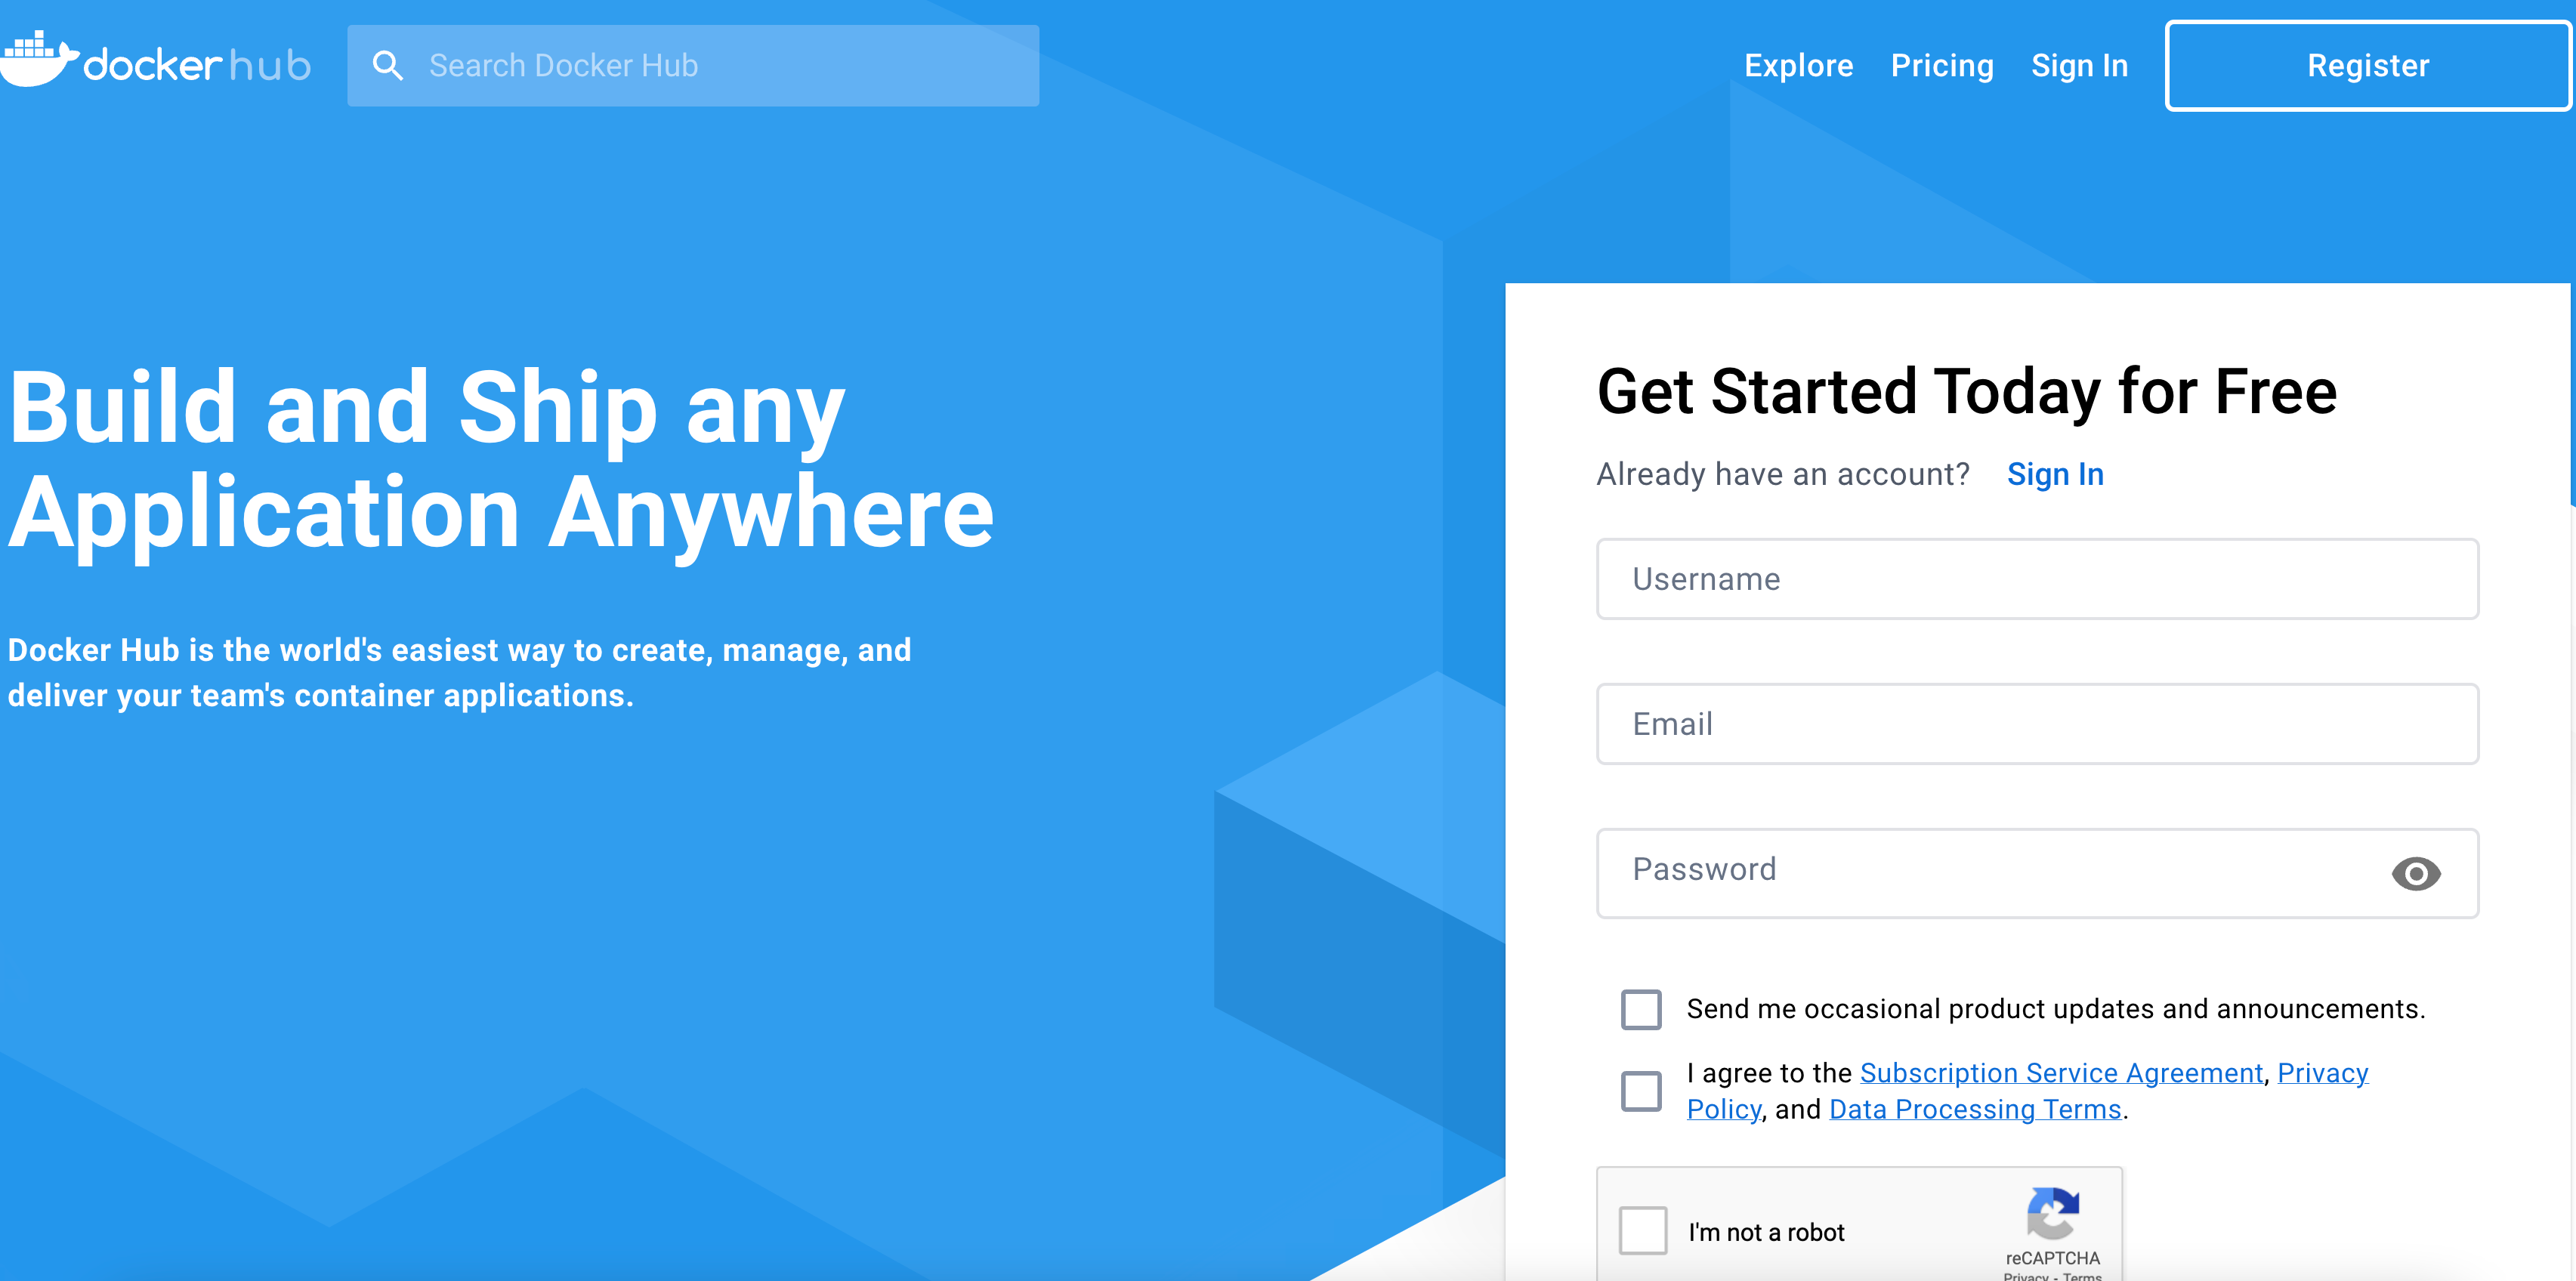 docker hub
Search Docker Hub
Explore
Pricing
Sign In
Register
Build and Ship any
Application Anywhere
Docker Hub is the world's easiest way to create, manage, and
deliver your team's container applications.
Get Started Today for Free
Already have an account? Sign In
Username
Email
Password
Send me occasional product updates and announcements.
I agree to the Subscription Service Agreement, Privacy
Policy, and Data Processing Terms.
I'm not a robot
reCAPTCHA
Privacy - Terms